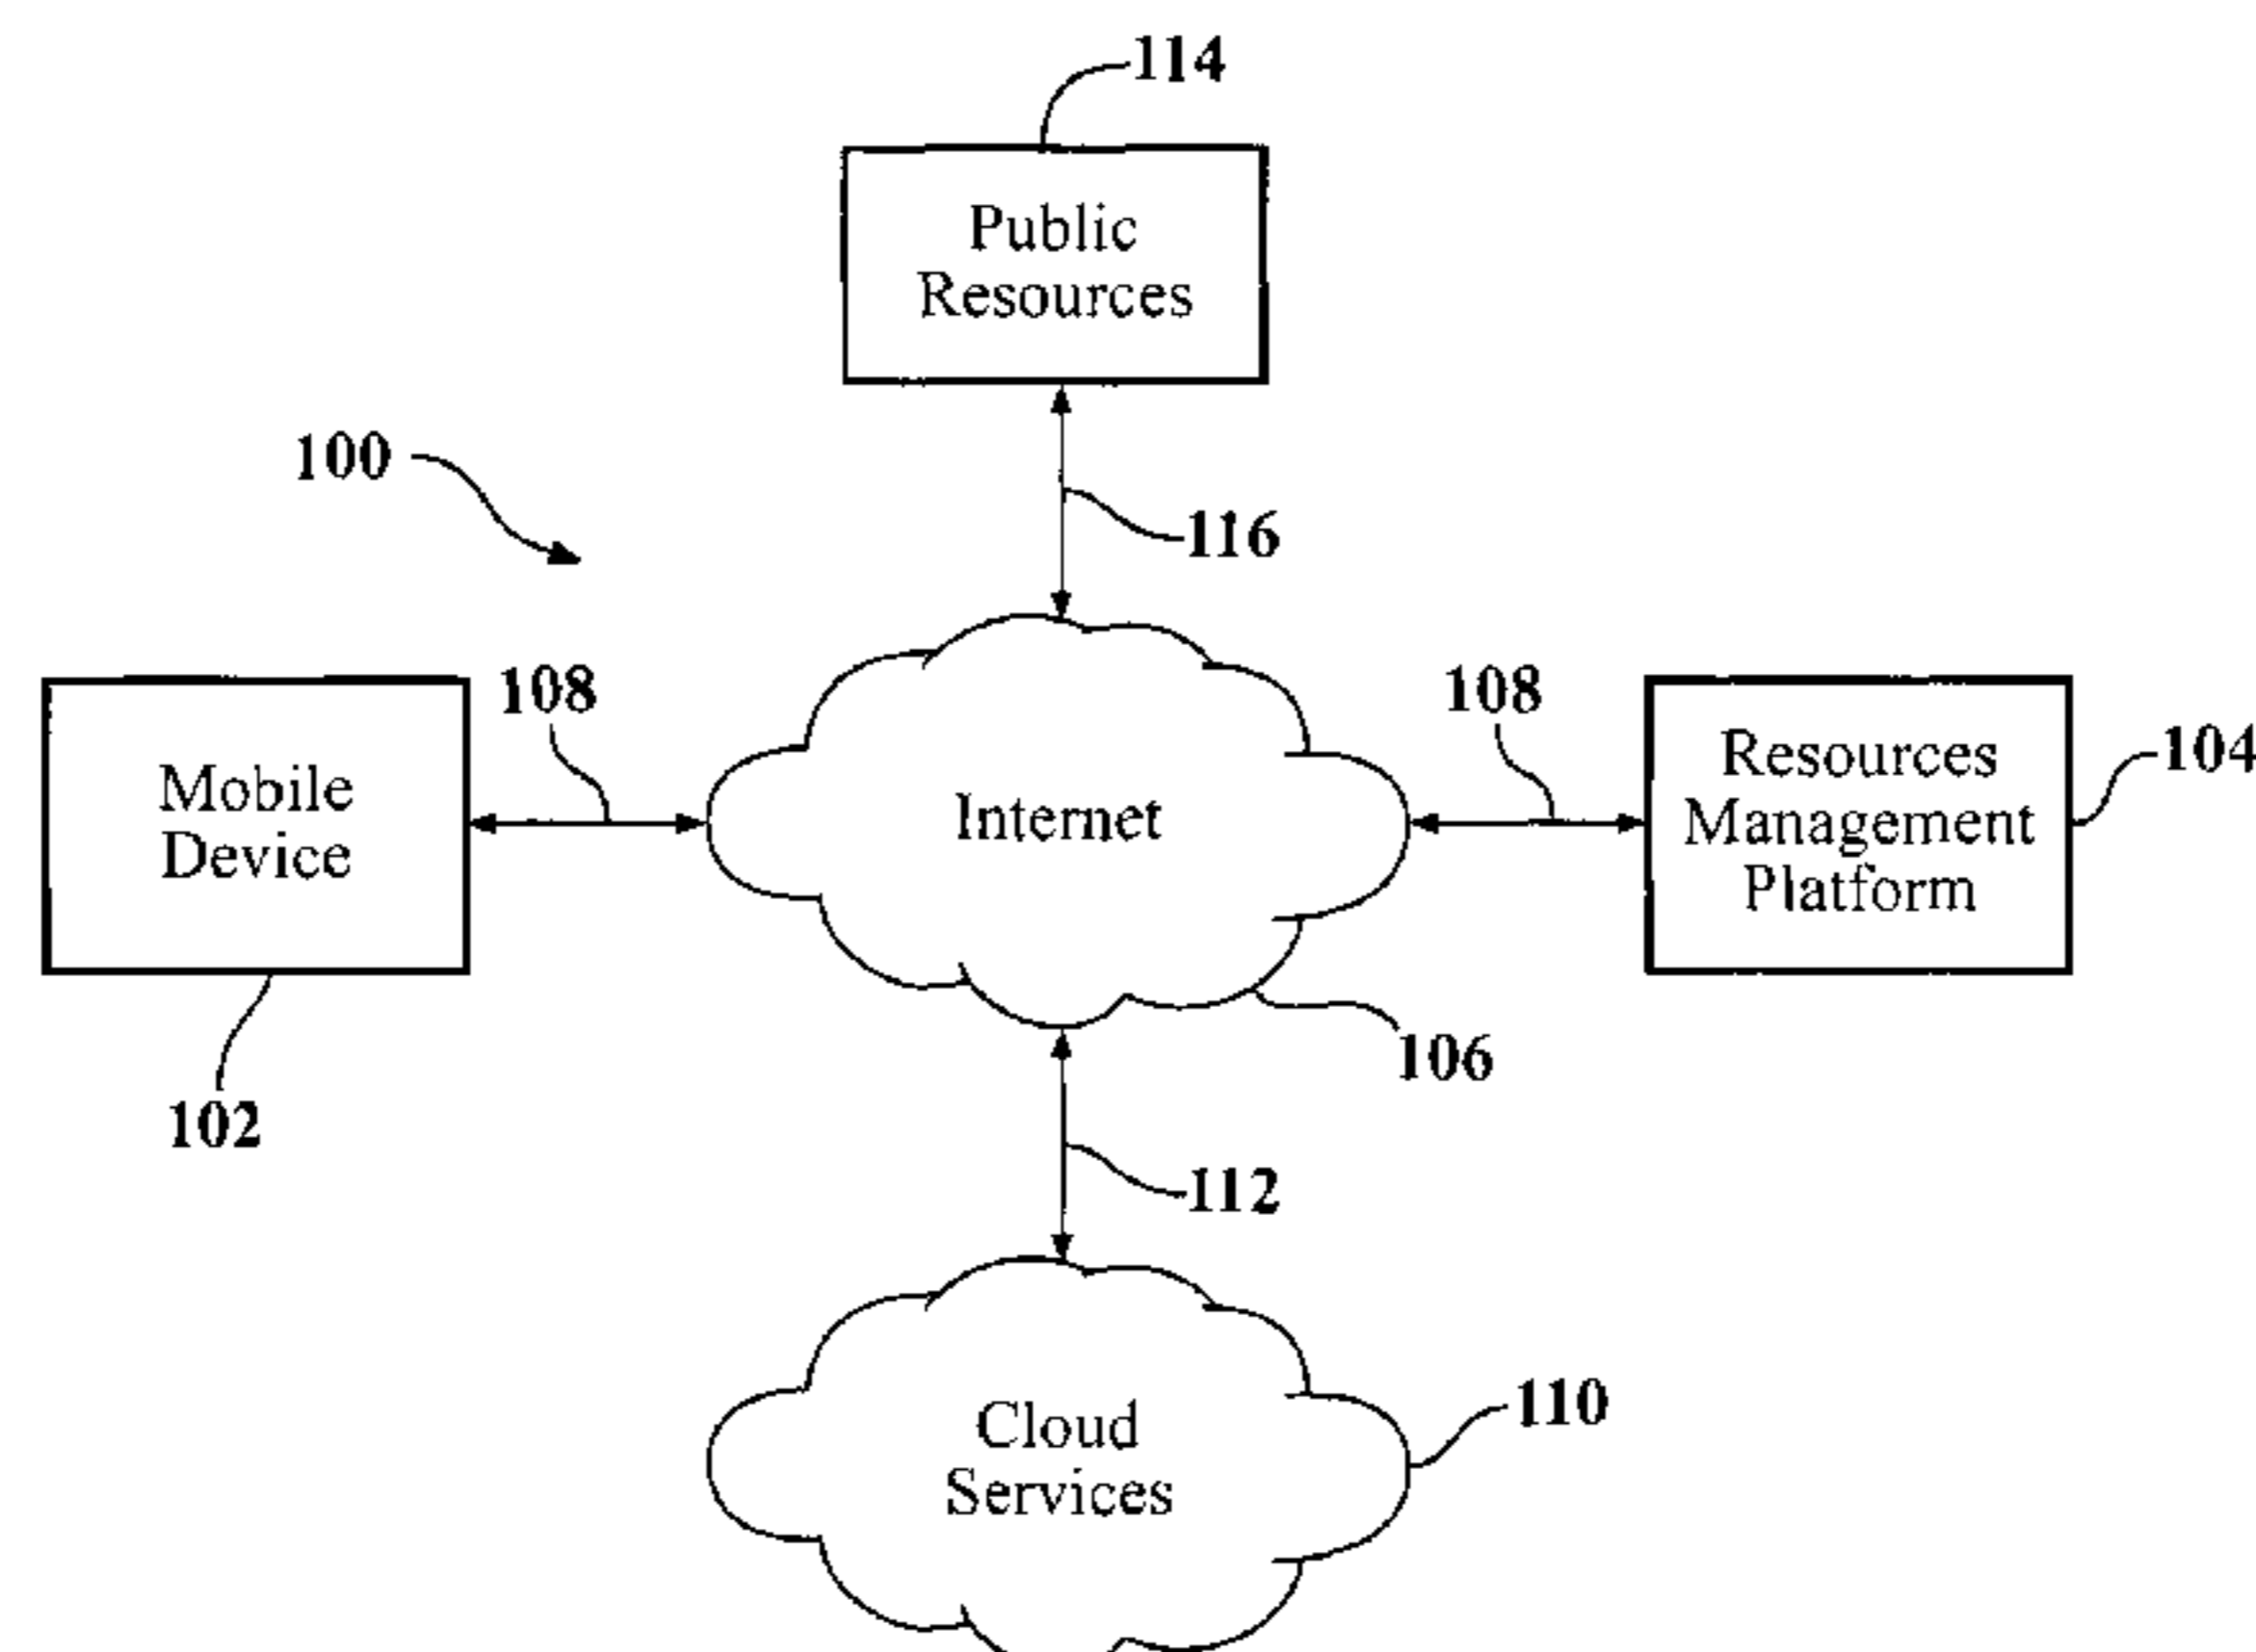 114
Public
Resources
100
116
108
108
Mobile
Device
Internet
Resources
Management
Platform
104
106
102
112
Cloud
Services
110